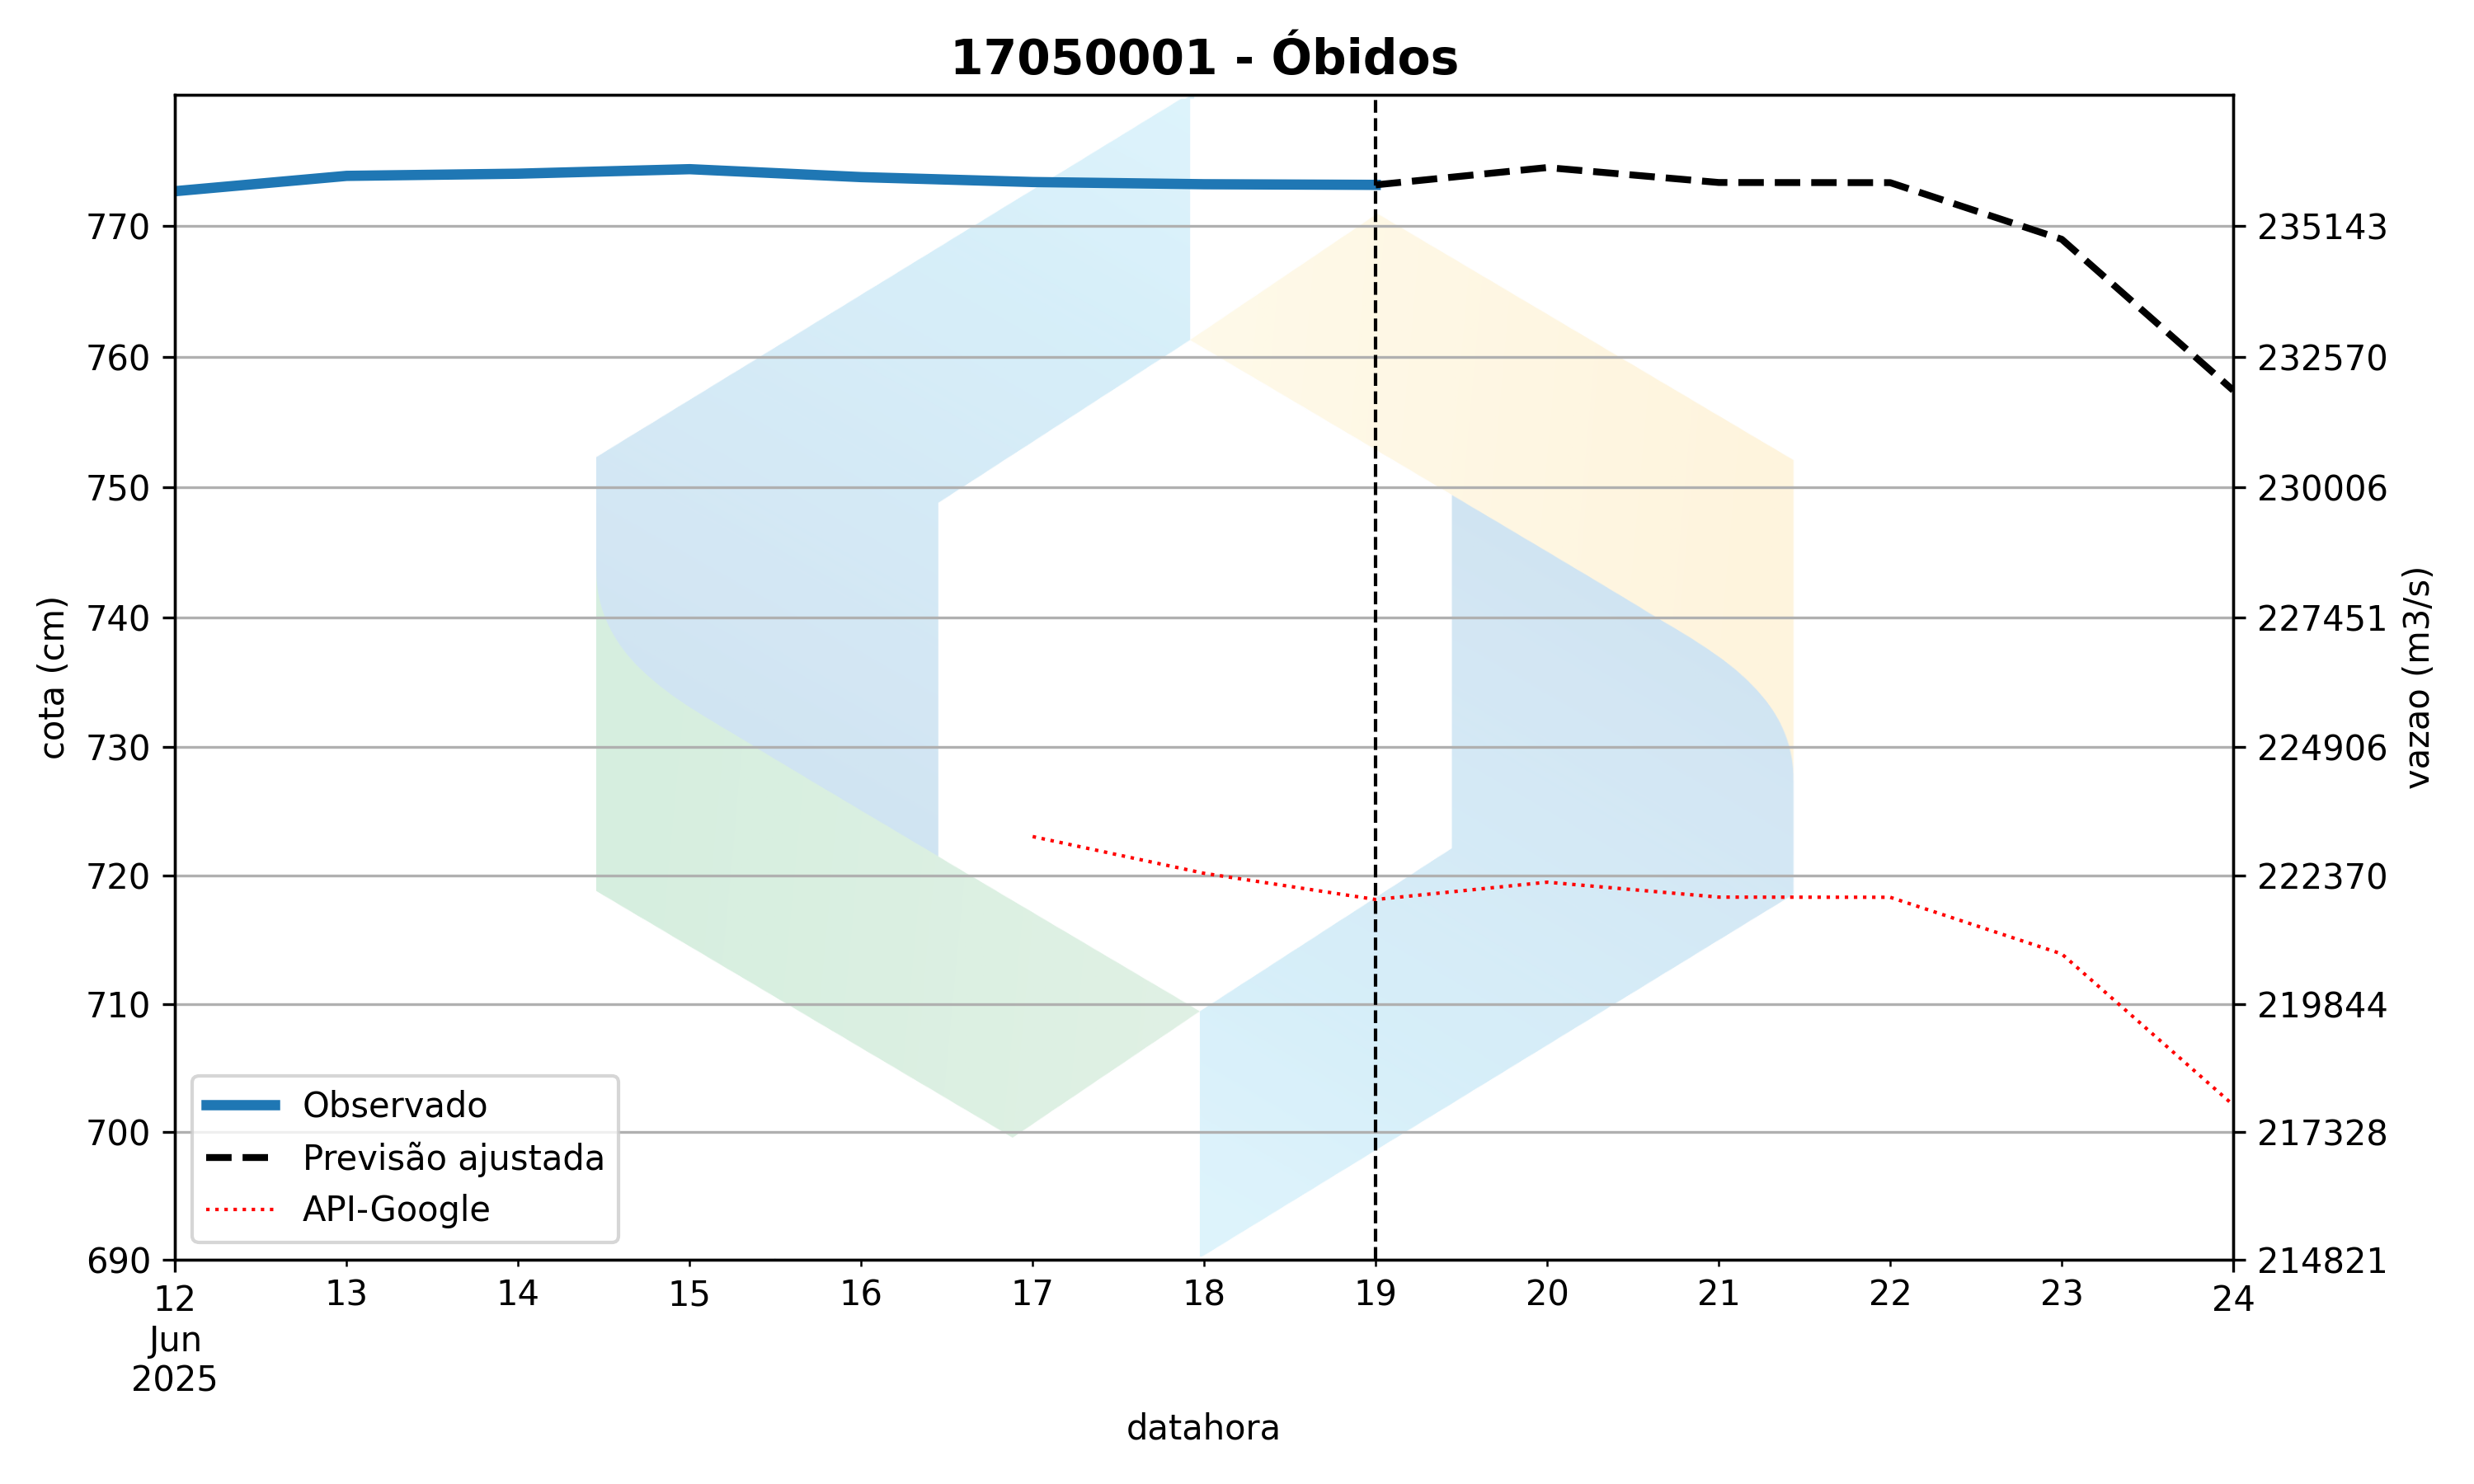 17050001 - Óbidos
770
760
750
740
730
720
710
700
690
cota (cm)
235143
232570
230006
227451
224906
222370
219844
217328
214821
vazao (m3/s)
Observado
Previsão ajustada
API-Google
12 13 14 15 16 17 18 19 20 21 22 23 24
Jun
2025
datahora